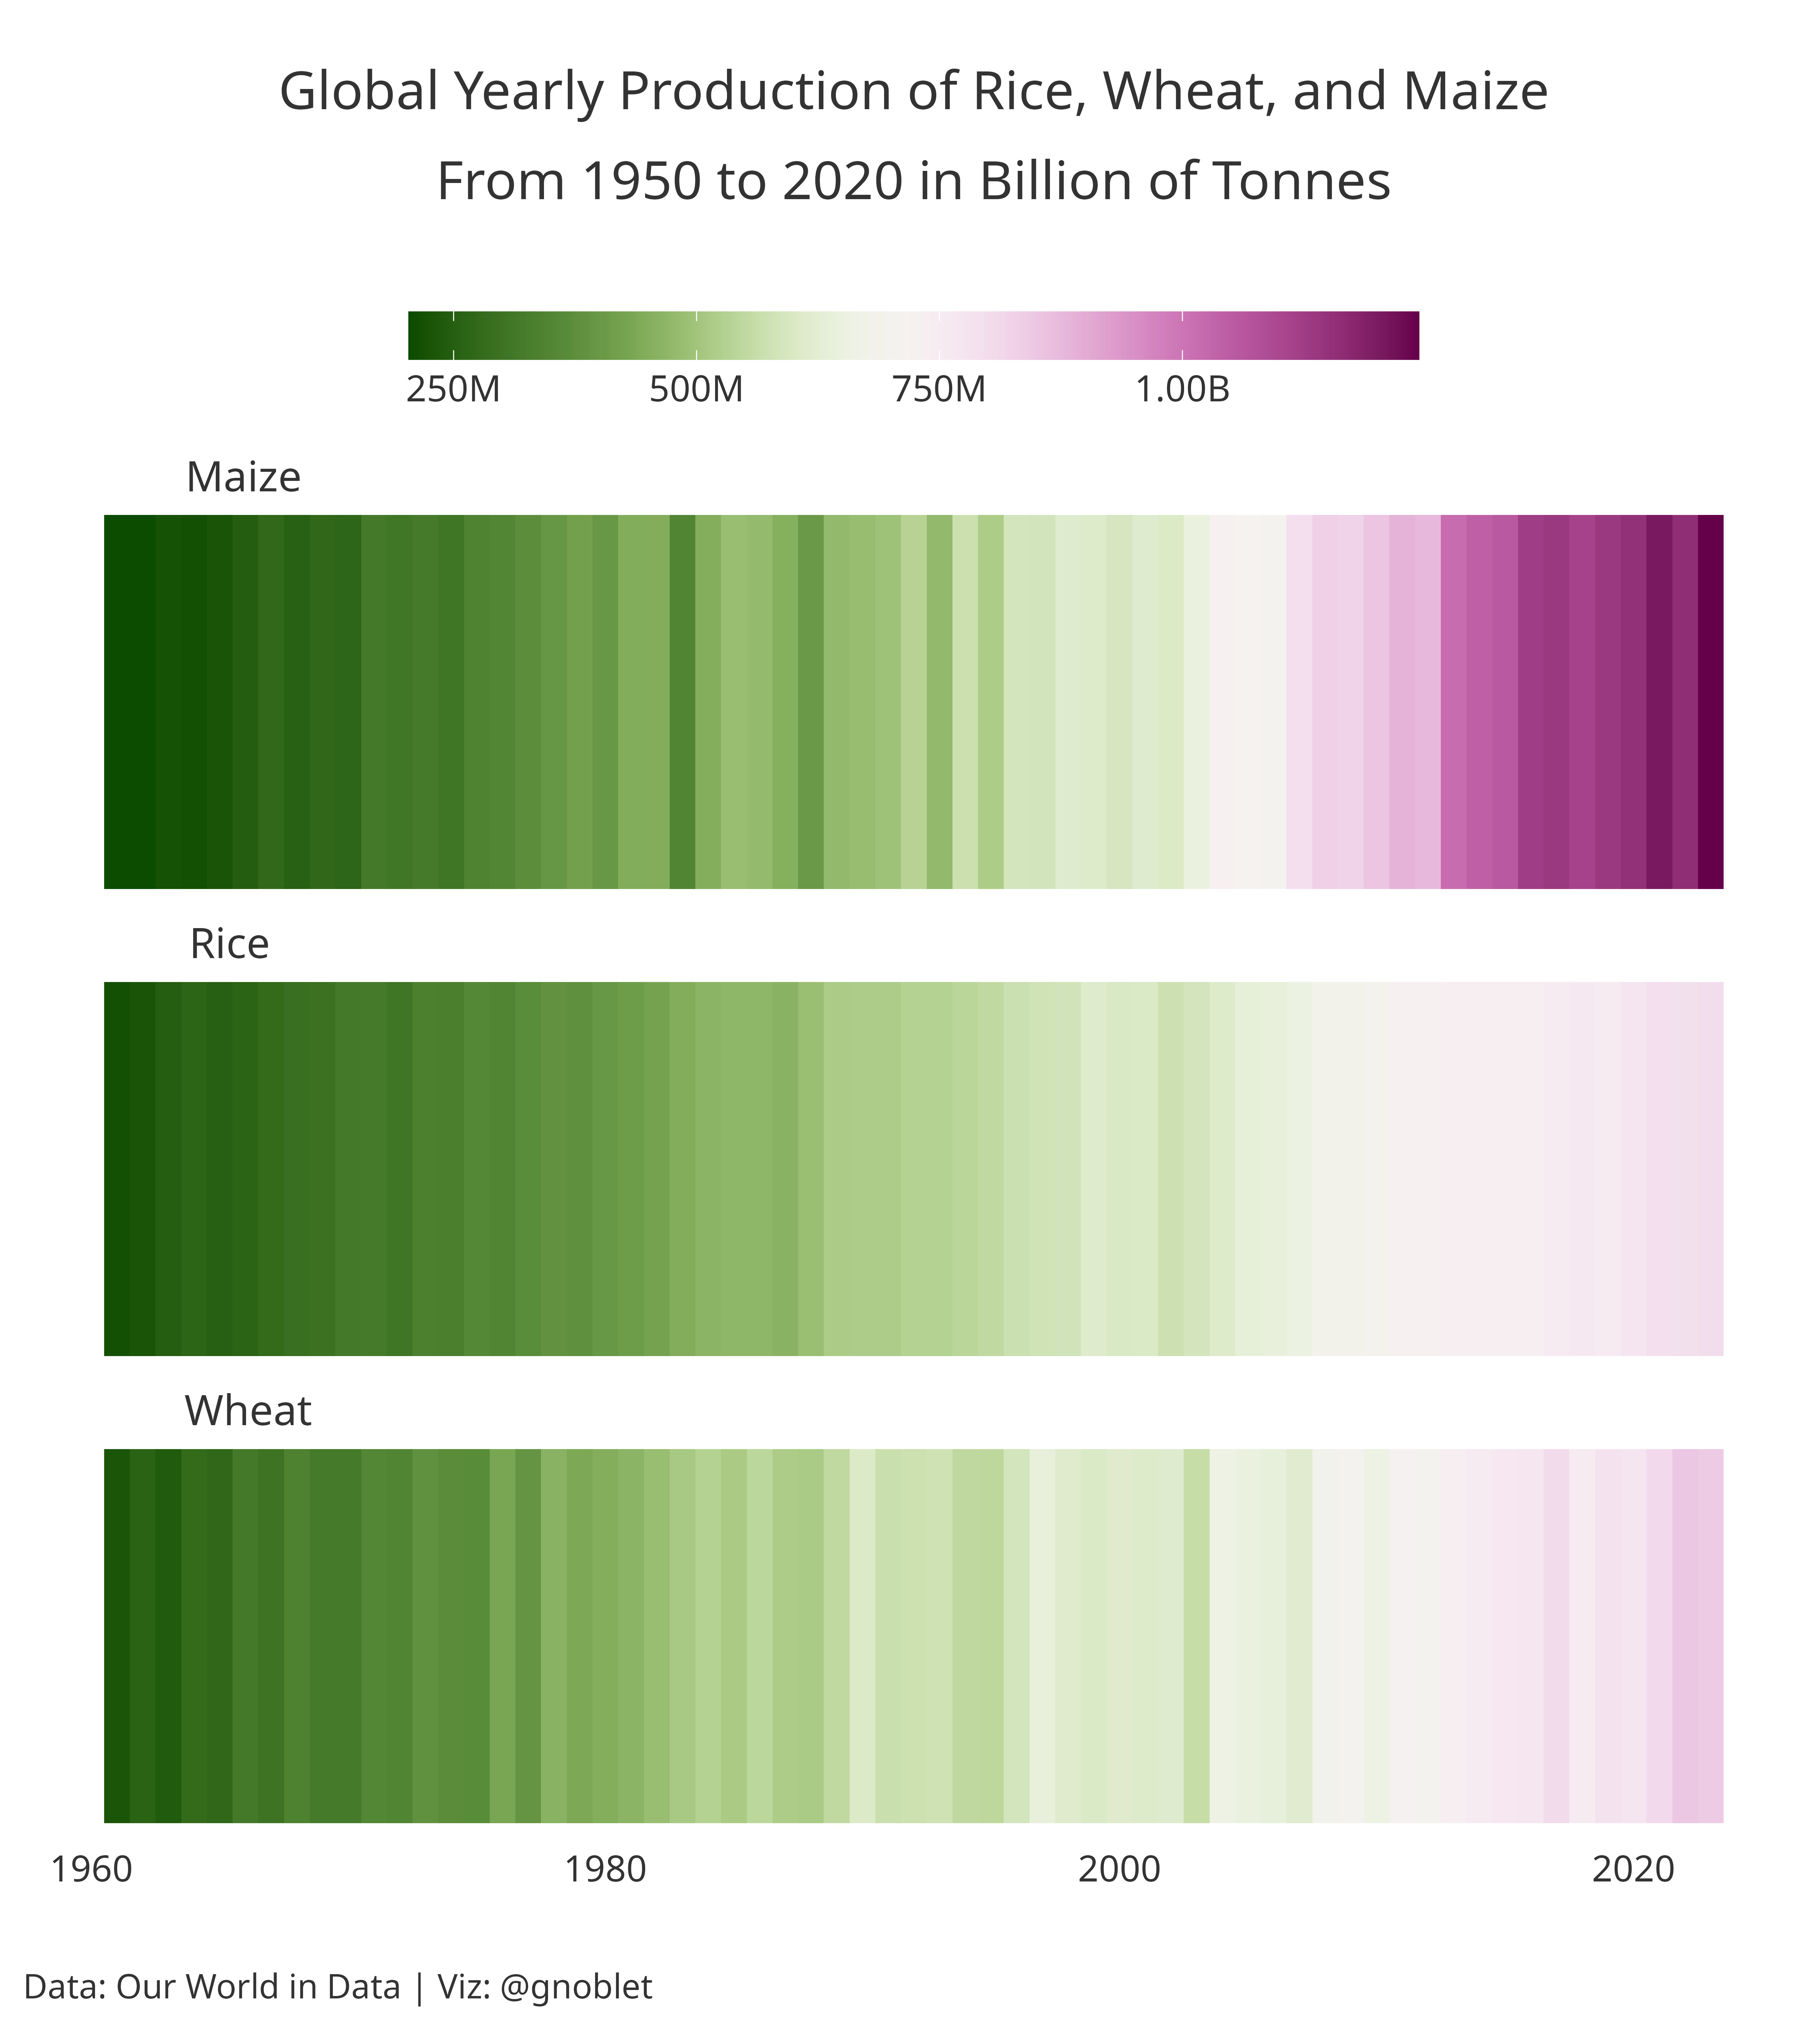 Global Yearly Production of Rice, Wheat, and Maize
From 1950 to 2020 in Billion of Tonnes
250M 500M 750M 1.00B
Maize
Rice
Wheat
1960 1980 2000 2020
Data: Our World in Data | Viz: @gnoblet